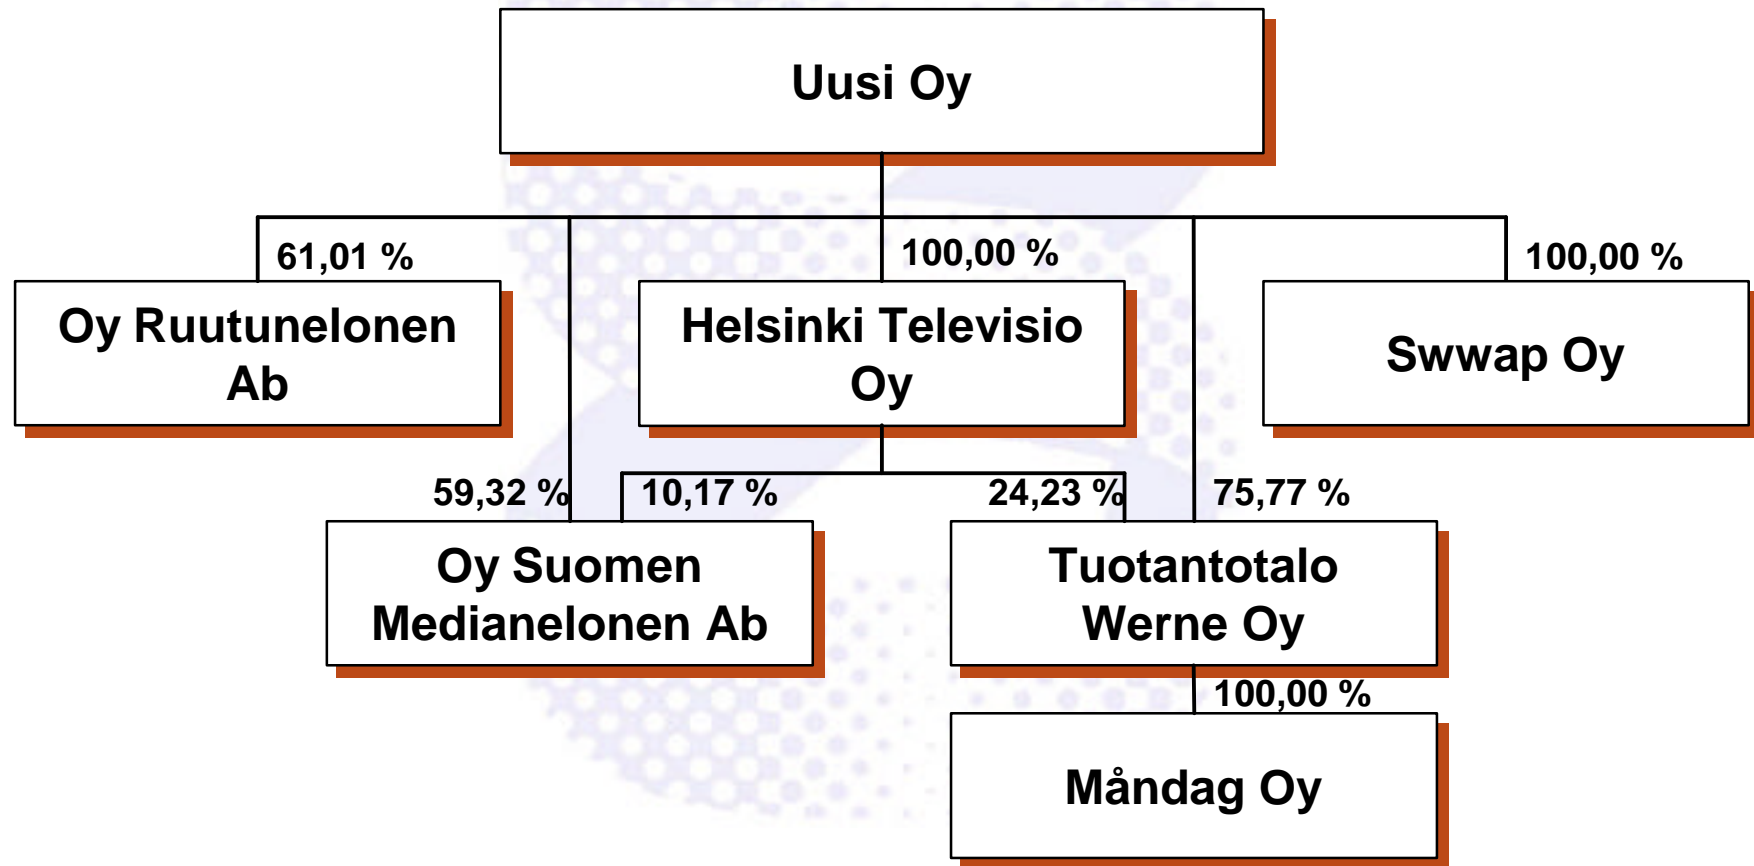 Uusi Oy
61,01 %
100,00 %
100,00 %
Oy Ruutunelonen
Ab
Helsinki Televisio
Oy
Swwap Oy
59,32 %
10,17 %
24,23 %
75,77 %
Oy Suomen
Medianelonen Ab
Tuotantotalo
Werne Oy
100,00 %
Måndag Oy